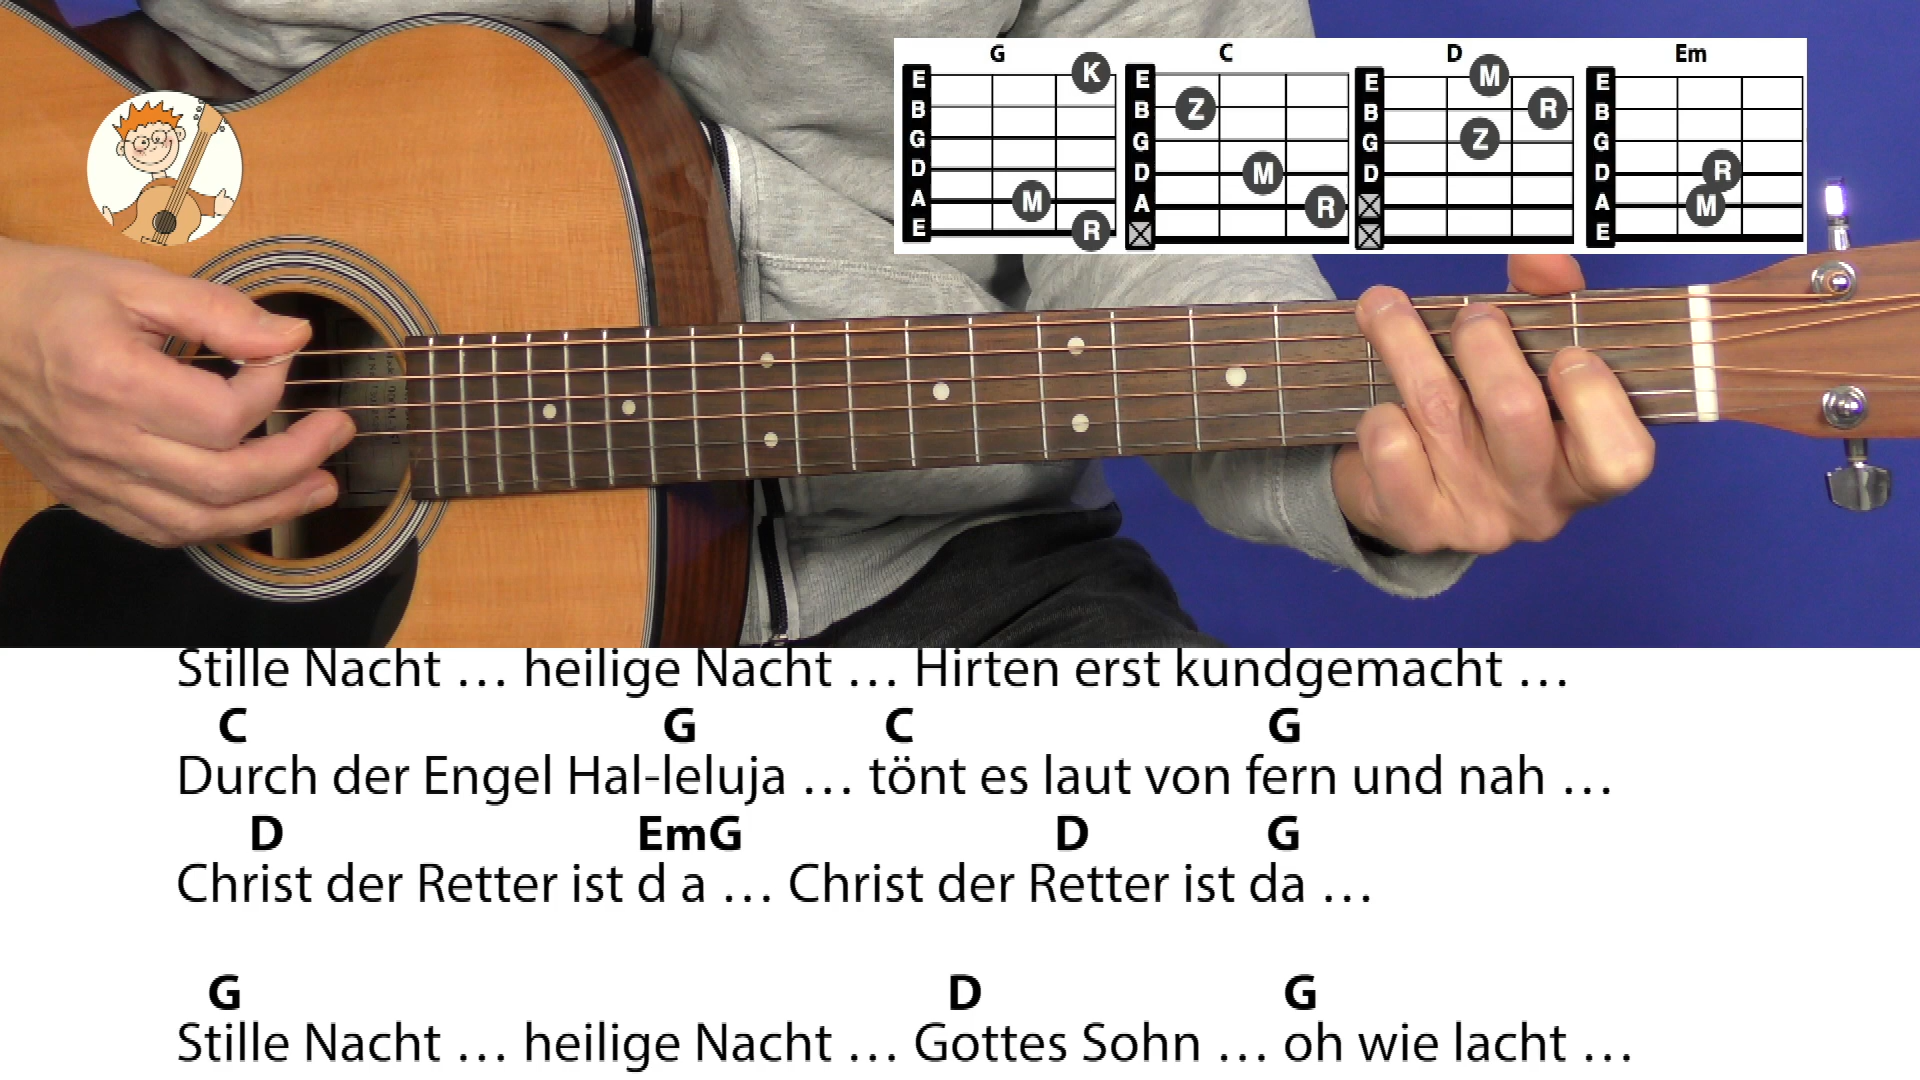 G C D Em
E E E E
B B B B
G G G G
D D D D
A A A
E E
K Z M R
M R M R Z R M
Stille Nacht … heilige Nacht … Hirten erst kundgemacht …
C G C G
Durch der Engel Hal-leluja … tönt es laut von fern und nah …
D EmG D G
Christ der Retter ist d a … Christ der Retter ist da …
G D G
Stille Nacht … heilige Nacht … Gottes Sohn … oh wie lacht …